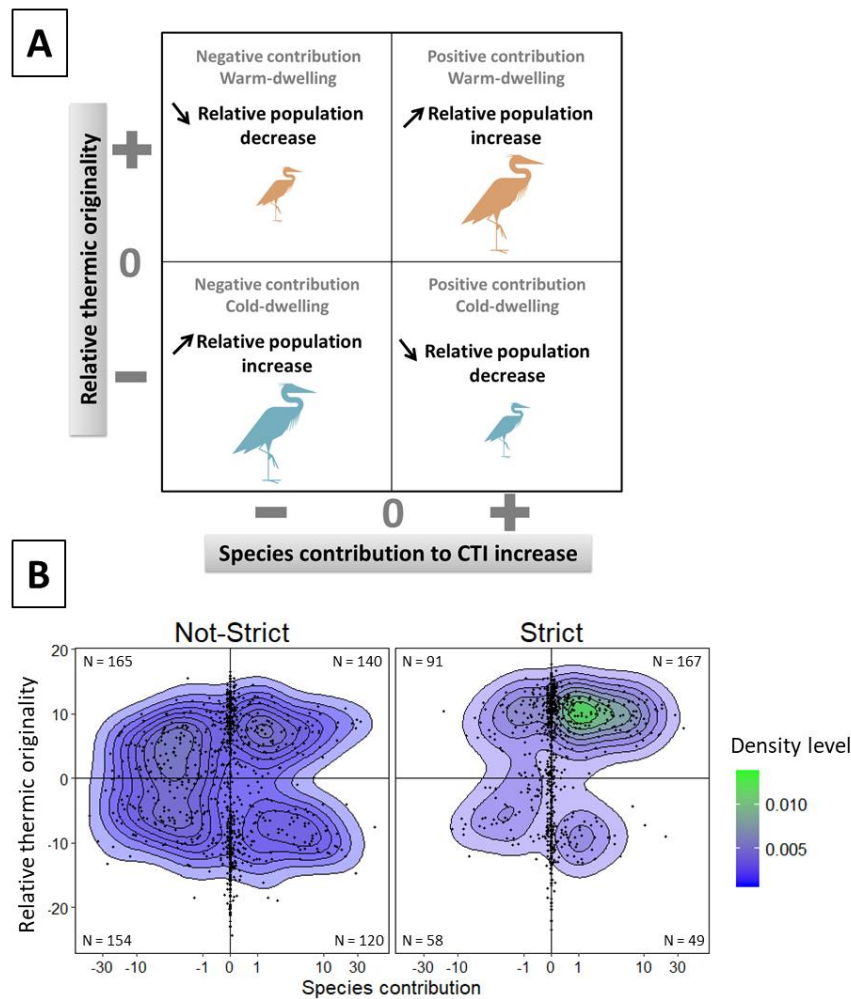 A
Negative contribution
Warm-dwelling
Relative population
decrease
Positive contribution
Warm-dwelling
Relative population
increase
Negative contribution
Cold-dwelling
Relative population
increase
Positive contribution
Cold-dwelling
Relative population
decrease
Relative thermic originality
+
0
−
− 0 +
Species contribution to CTI increase
B
Not-Strict
Strict
N = 165
N = 140
N = 91
N = 167
N = 154
N = 120
N = 58
N = 49
Relative thermic originality
20
10
0
-10
-20
-30 -10 -1 0 1 10 30
-30 -10 -1 0 1 10 30
Species contribution
Density level
0.010
0.005